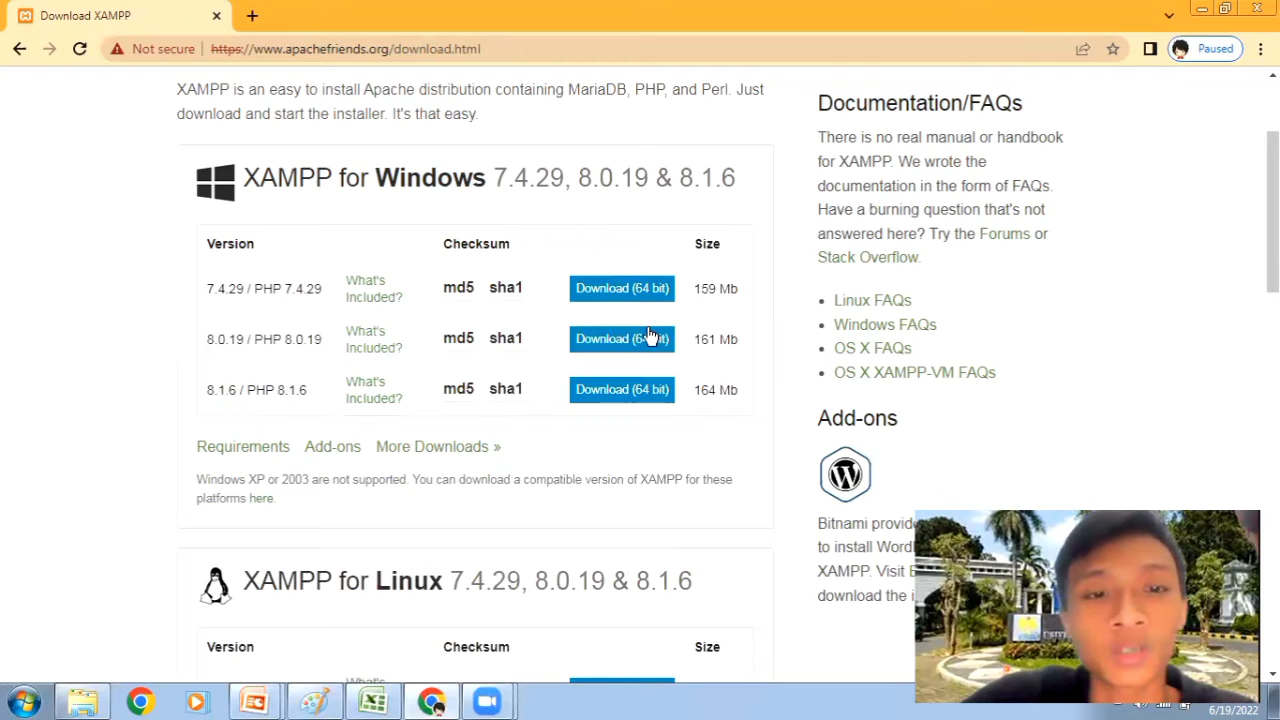 Download XAMPP
Not secure
https://www.apachefriends.org/download.html
Paused
XAMPP is an easy to install Apache distribution containing MariaDB, PHP, and Perl. Just
download and start the installer. It's that easy.
XAMPP for Windows 7.4.29, 8.0.19 & 8.1.6
Version Checksum Size
7.4.29 / PHP 7.4.29 What's Included? md5 sha1 Download (64 bit) 159 Mb
8.0.19 / PHP 8.0.19 What's Included? md5 sha1 Download (64 bit) 161 Mb
8.1.6 / PHP 8.1.6 What's Included? md5 sha1 Download (64 bit) 164 Mb
Requirements Add-ons More Downloads »
Windows XP or 2003 are not supported. You can download a compatible version of XAMPP for these
platforms here.
XAMPP for Linux 7.4.29, 8.0.19 & 8.1.6
Version Checksum Size
Documentation/FAQs
There is no real manual or handbook
for XAMPP. We wrote the
documentation in the form of FAQs.
Have a burning question that's not
answered here? Try the Forums or
Stack Overflow.
Linux FAQs
Windows FAQs
OS X FAQs
OS X XAMPP-VM FAQs
Add-ons
Bitnami
to install
XAMPP. Visit
download the
6/19/2022